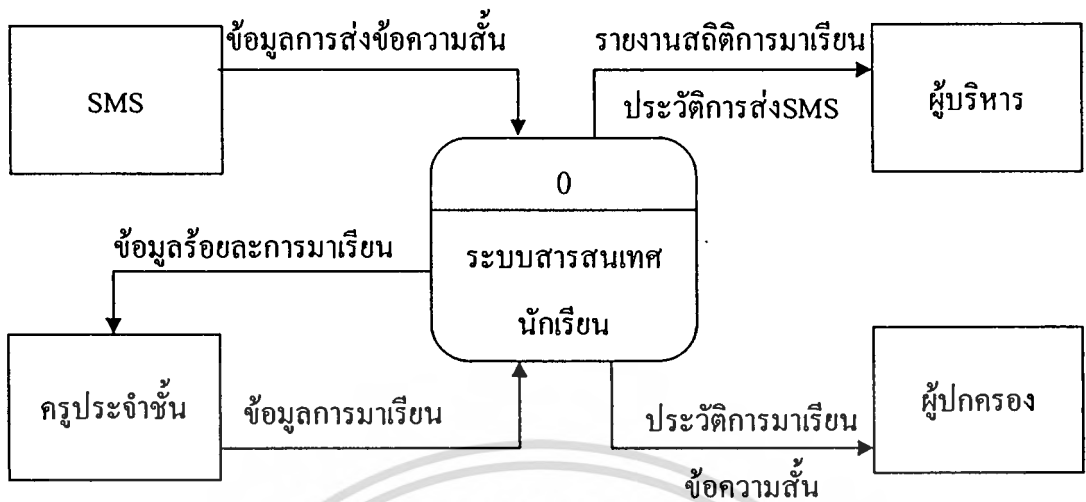 ข้อมูลการส่งข้อความสั้น
รายงานสถิติการมาเรียน
SMS
ประวัติการส่งSMS
ผู้บริหาร
0
ข้อมูลร้อยละการมาเรียน
ระบบสารสนเทศ
นักเรียน
ครูประจำชั้น
ข้อมูลการมาเรียน
ประวัติการมาเรียน
ผู้ปกครอง
ข้อความสั้น